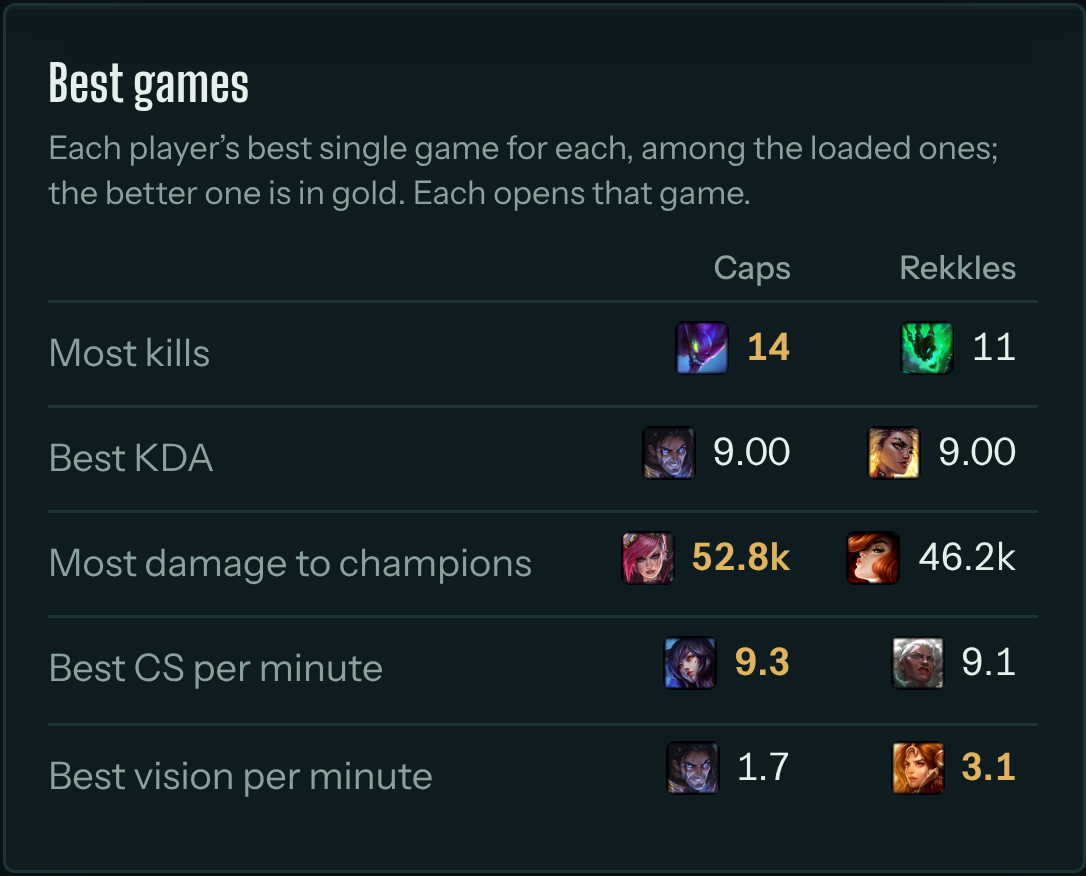 Best games
Each player’s best single game for each, among the loaded ones;
the better one is in gold. Each opens that game.
Caps Rekkles
Most kills 14 11
Best KDA 9.00 9.00
Most damage to champions 52.8k 46.2k
Best CS per minute 9.3 9.1
Best vision per minute 1.7 3.1